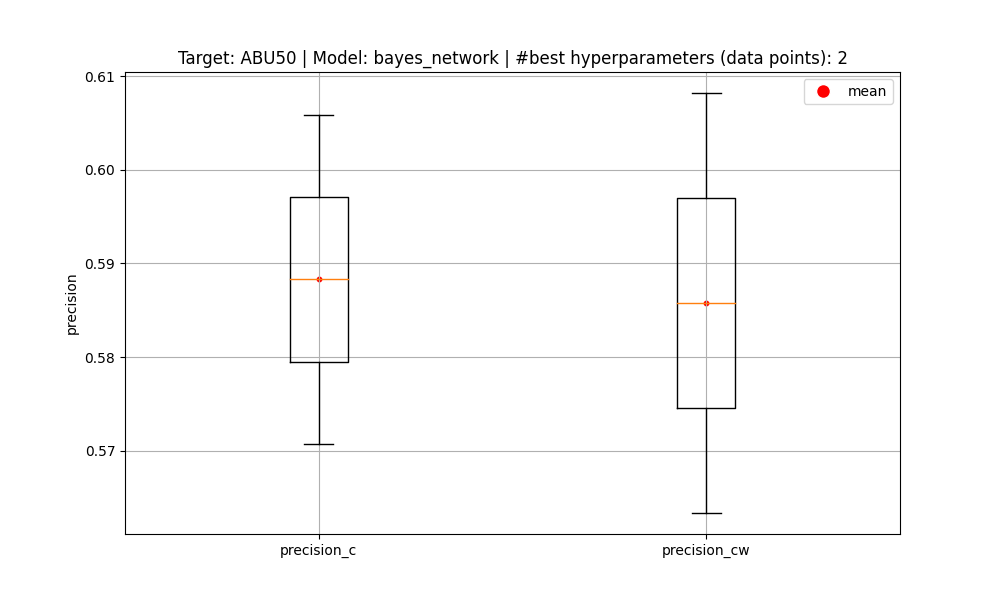 Target: ABU50 | Model: bayes_network | #best hyperparameters (data points): 2
mean
precision
0.61
0.60
0.59
0.58
0.57
precision_c
precision_cw